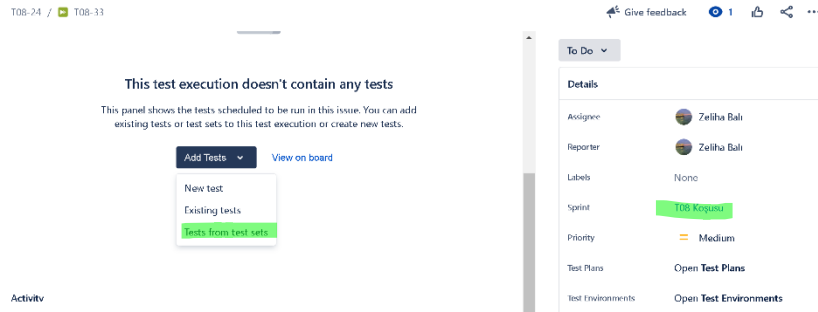 T08-24 / T08-33
Give feedback 1
This test execution doesn't contain any tests
This panel shows the tests scheduled to be run in this issue. You can add
existing tests or test sets to this test execution or create new tests.
Add Tests
View on board
New test
Existing tests
Tests from test sets
Activity
To Do
Details
Assignee Zeliha Balı
Reporter Zeliha Balı
Labels None
Sprint T08 Koşusu
Priority Medium
Test Plans Open Test Plans
Test Environments Open Test Environments